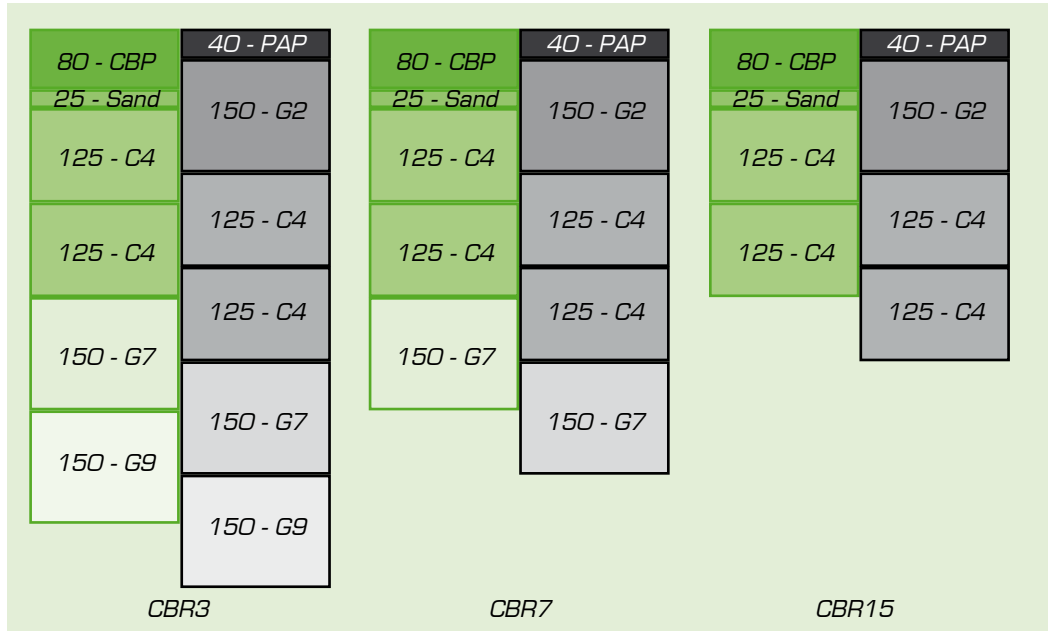 80 - CBP
25 - Sand
125 - C4
125 - C4
150 - G7
150 - G9
40 - PAP
150 - G2
125 - C4
125 - C4
150 - G7
150 - G9
CBR3
80 - CBP
25 - Sand
125 - C4
125 - C4
150 - G7
40 - PAP
150 - G2
125 - C4
125 - C4
150 - G7
CBR7
80 - CBP
25 - Sand
125 - C4
125 - C4
40 - PAP
150 - G2
125 - C4
125 - C4
CBR15